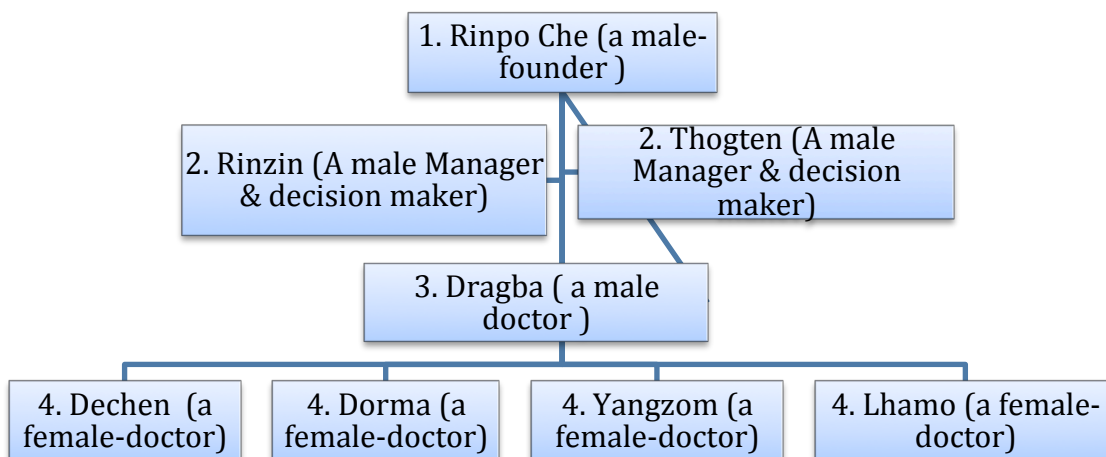 1. Rinpo Che (a male-
founder )
2. Rinzin (A male Manager
& decision maker)
2. Thogten (A male
Manager & decision
maker)
3. Dragba ( a male
doctor )
4. Dechen  (a
female-doctor)
4. Dorma (a
female-doctor)
4. Yangzom (a
female-doctor)
4. Lhamo (a female-
doctor)